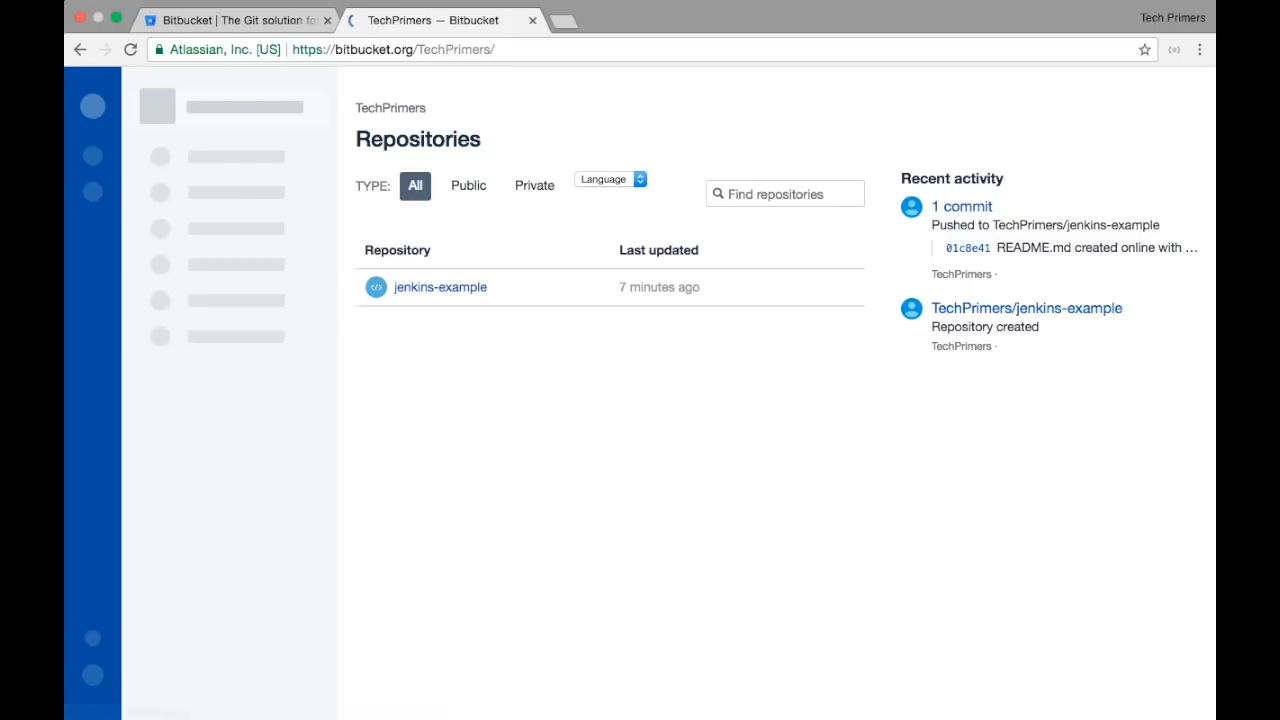 Bitbucket | The Git solution fo
TechPrimers — Bitbucket
Tech Primers
Atlassian, Inc. [US]
https://bitbucket.org/TechPrimers/
TechPrimers
Repositories
TYPE: All Public Private Language
Find repositories
Repository Last updated
jenkins-example 7 minutes ago
Recent activity
1 commit
Pushed to TechPrimers/jenkins-example
01c8e41 README.md created online with ...
TechPrimers ·
TechPrimers/jenkins-example
Repository created
TechPrimers ·